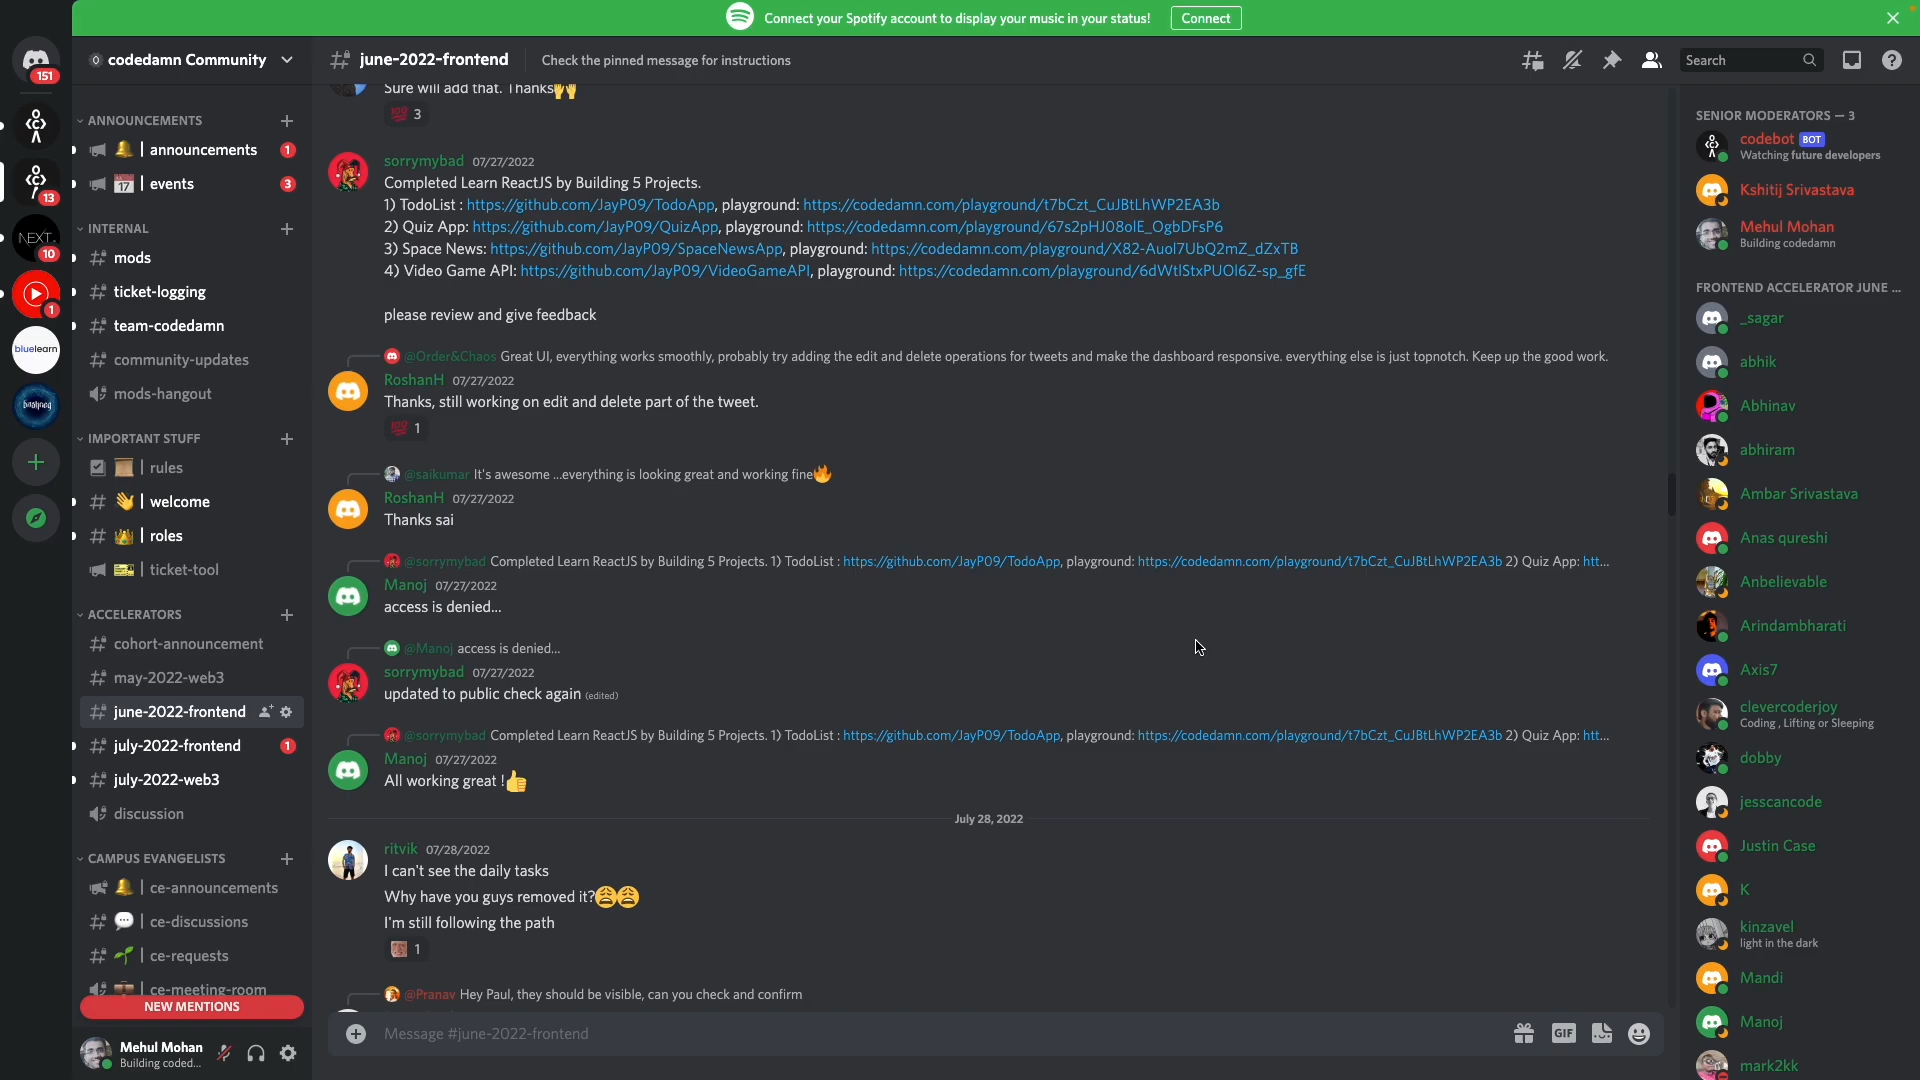 Connect your Spotify account to display your music in your status!
Connect
151
13
NEXT
10
1
bluelearn
codedamn Community
ANNOUNCEMENTS
announcements
1
17
events
3
INTERNAL
mods
ticket-logging
team-codedamn
community-updates
mods-hangout
IMPORTANT STUFF
rules
welcome
roles
ticket-tool
ACCELERATORS
cohort-announcement
may-2022-web3
june-2022-frontend
july-2022-frontend
1
july-2022-web3
discussion
CAMPUS EVANGELISTS
ce-announcements
ce-discussions
ce-requests
ce-meeting-room
NEW MENTIONS
Mehul Mohan
Building coded...
june-2022-frontend
Check the pinned message for instructions
Search
Sure will add that. Thanks🙌
💯 3
sorrymybad 07/27/2022
Completed Learn ReactJS by Building 5 Projects.
1) TodoList : https://github.com/JayP09/TodoApp, playground: https://codedamn.com/playground/t7bCzt_CuJBtLhWP2EA3b
2) Quiz App: https://github.com/JayP09/QuizApp, playground: https://codedamn.com/playground/67s2pHJ08olE_OgbDFsP6
3) Space News: https://github.com/JayP09/SpaceNewsApp, playground: https://codedamn.com/playground/X82-Auol7UbQ2mZ_dZxTB
4) Video Game API: https://github.com/JayP09/VideoGameAPI, playground: https://codedamn.com/playground/6dWtlStxPUOl6Z-sp_gfE
please review and give feedback
@Order&Chaos Great UI, everything works smoothly, probably try adding the edit and delete operations for tweets and make the dashboard responsive. everything else is just topnotch. Keep up the good work.
RoshanH 07/27/2022
Thanks, still working on edit and delete part of the tweet.
💯 1
@saikumar It's awesome ...everything is looking great and working fine🔥
RoshanH 07/27/2022
Thanks sai
@sorrymybad Completed Learn ReactJS by Building 5 Projects. 1) TodoList : https://github.com/JayP09/TodoApp, playground: https://codedamn.com/playground/t7bCzt_CuJBtLhWP2EA3b 2) Quiz App: htt...
Manoj 07/27/2022
access is denied...
@Manoj access is denied...
sorrymybad 07/27/2022
updated to public check again (edited)
@sorrymybad Completed Learn ReactJS by Building 5 Projects. 1) TodoList : https://github.com/JayP09/TodoApp, playground: https://codedamn.com/playground/t7bCzt_CuJBtLhWP2EA3b 2) Quiz App: htt...
Manoj 07/27/2022
All working great !👍
July 28, 2022
ritvik 07/28/2022
I can't see the daily tasks
Why have you guys removed it?😩😩
I'm still following the path
1
@Pranav Hey Paul, they should be visible, can you check and confirm
Message #june-2022-frontend
GIF
SENIOR MODERATORS — 3
codebot BOT
Watching future developers
Kshitij Srivastava
Mehul Mohan
Building codedamn
FRONTEND ACCELERATOR JUNE ...
_sagar
abhik
Abhinav
abhiram
Ambar Srivastava
Anas qureshi
Anbelievable
Arindambharati
Axis7
clevercoderjoy
Coding , Lifting or Sleeping
dobby
jesscancode
Justin Case
K
kinzavel
light in the dark
Mandi
Manoj
mark2kk